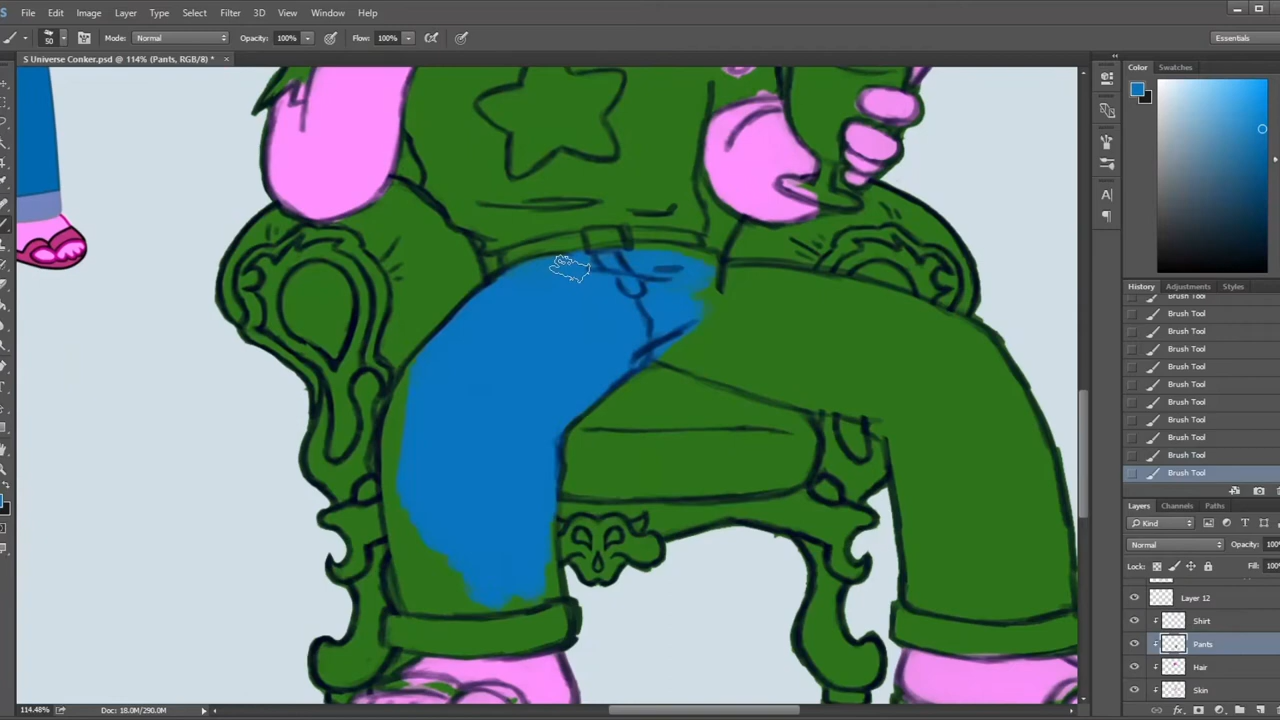 File Edit Image Layer Type Select Filter 3D View Window Help
50 Mode: Normal Opacity: 100% Flow: 100% Essentials
S Universe Conker.psd @ 114% (Pants, RGB/8) *
Color Swatches
History Adjustments Styles
Brush Tool
Brush Tool
Brush Tool
Brush Tool
Brush Tool
Brush Tool
Brush Tool
Brush Tool
Brush Tool
Brush Tool
Brush Tool
Layers Channels Paths
Kind
Normal Opacity: 100%
Lock: Fill: 100%
Layer 12
Shirt
Pants
Hair
Skin
114.48% Doc: 18.0M/290.0M